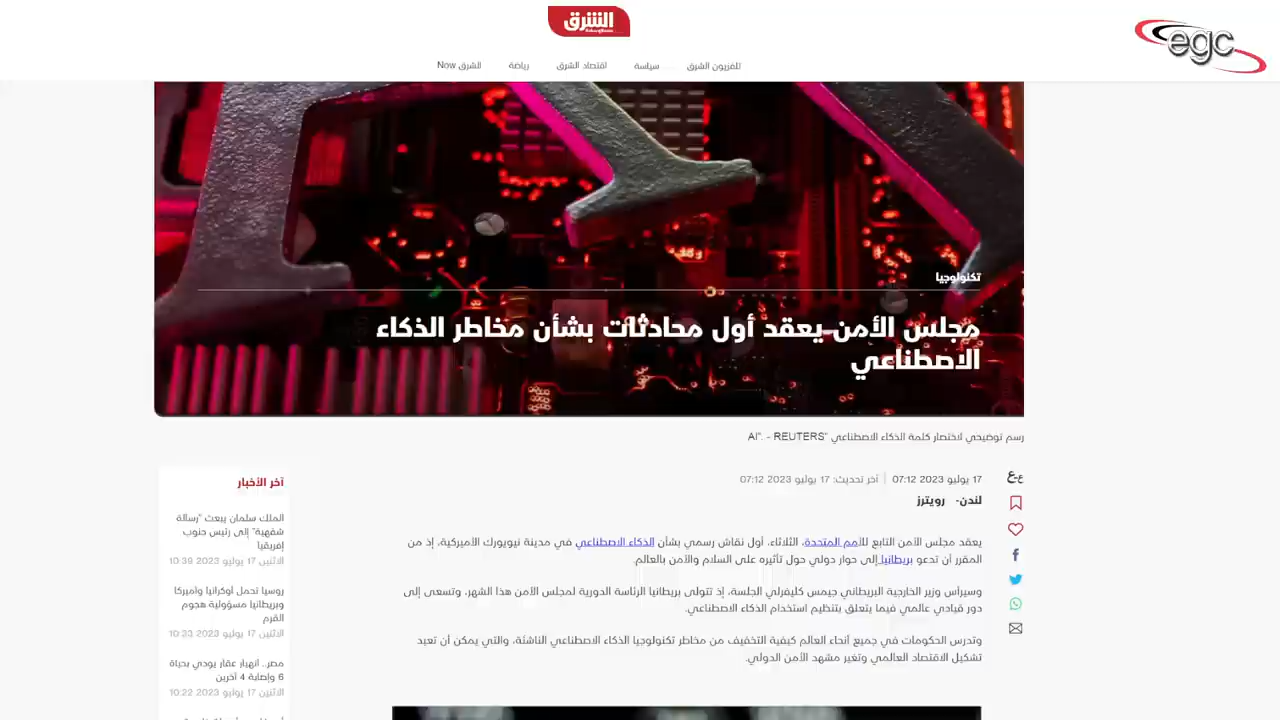 الشرق
egc
تلفزيون الشرق
سياسة
اقتصاد الشرق
رياضة
الشرق Now
تكنولوجيا
مجلس الأمن يعقد أول محادثات بشأن مخاطر الذكاء
الاصطناعي
رسم توضيحي لاختصار كلمة الذكاء الاصطناعي "AI". - REUTERS
17 يوليو 2023 07:12 | آخر تحديث: 17 يوليو 2023 07:12
لندن- رويترز
يعقد مجلس الأمن التابع للأمم المتحدة، الثلاثاء، أول نقاش رسمي بشأن الذكاء الاصطناعي في مدينة نيويورك الأميركية، إذ من
المقرر أن تدعو بريطانيا إلى حوار دولي حول تأثيره على السلام والأمن بالعالم.
وسيرأس وزير الخارجية البريطاني جيمس كليفرلي الجلسة، إذ تتولى بريطانيا الرئاسة الدورية لمجلس الأمن هذا الشهر، وتسعى إلى
دور قيادي عالمي فيما يتعلق بتنظيم استخدام الذكاء الاصطناعي.
وتدرس الحكومات في جميع أنحاء العالم كيفية التخفيف من مخاطر تكنولوجيا الذكاء الاصطناعي الناشئة، والتي يمكن أن تعيد
تشكيل الاقتصاد العالمي وتغير مشهد الأمن الدولي.
ع-ع
آخر الأخبار
الملك سلمان يبعث "رسالة
شفهية" إلى رئيس جنوب
إفريقيا
الاثنين 17 يوليو 2023 10:39
روسيا تحمل أوكرانيا وأميركا
وبريطانيا مسؤولية هجوم
القرم
الاثنين 17 يوليو 2023 10:33
مصر.. انهيار عقار يودي بحياة
6 وإصابة 4 آخرين
الاثنين 17 يوليو 2023 10:22